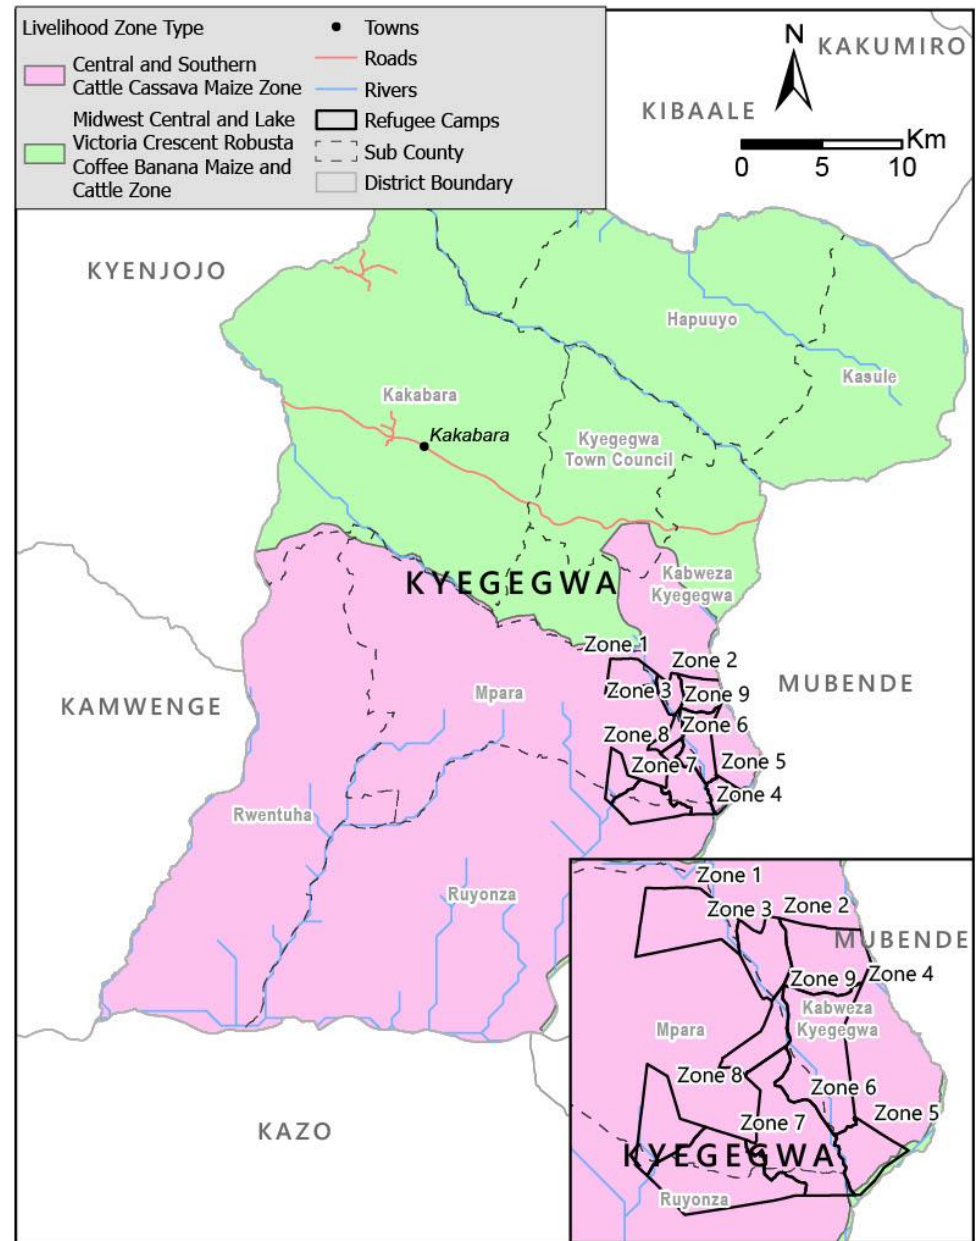 Livelihood Zone Type
Central and Southern
Cattle Cassava Maize Zone
Midwest Central and Lake
Victoria Crescent Robusta
Coffee Banana Maize and
Cattle Zone
Towns
Roads
Rivers
Refugee Camps
Sub County
District Boundary
N
KAKUMIRO
KIBAALE
Km
0 5 10
KYENJOJO
Hapuuyo
Kasule
Kakabara
Kakabara
Kyegegwa
Town Council
KYEGEGWA
Kabweza
Kyegegwa
Zone 1
Zone 2
MUBENDE
KAMWENGE
Mpara
Zone 3
Zone 9
Zone 6
Zone 8
Zone 5
Zone 7
Zone 4
Rwentuha
Ruyonza
KAZO
Zone 1
Zone 3
Zone 2
MUBENDE
Zone 9
Zone 4
Kabweza
Kyegegwa
Mpara
Zone 8
Zone 6
Zone 5
Zone 7
KYEGEGWA
Ruyonza